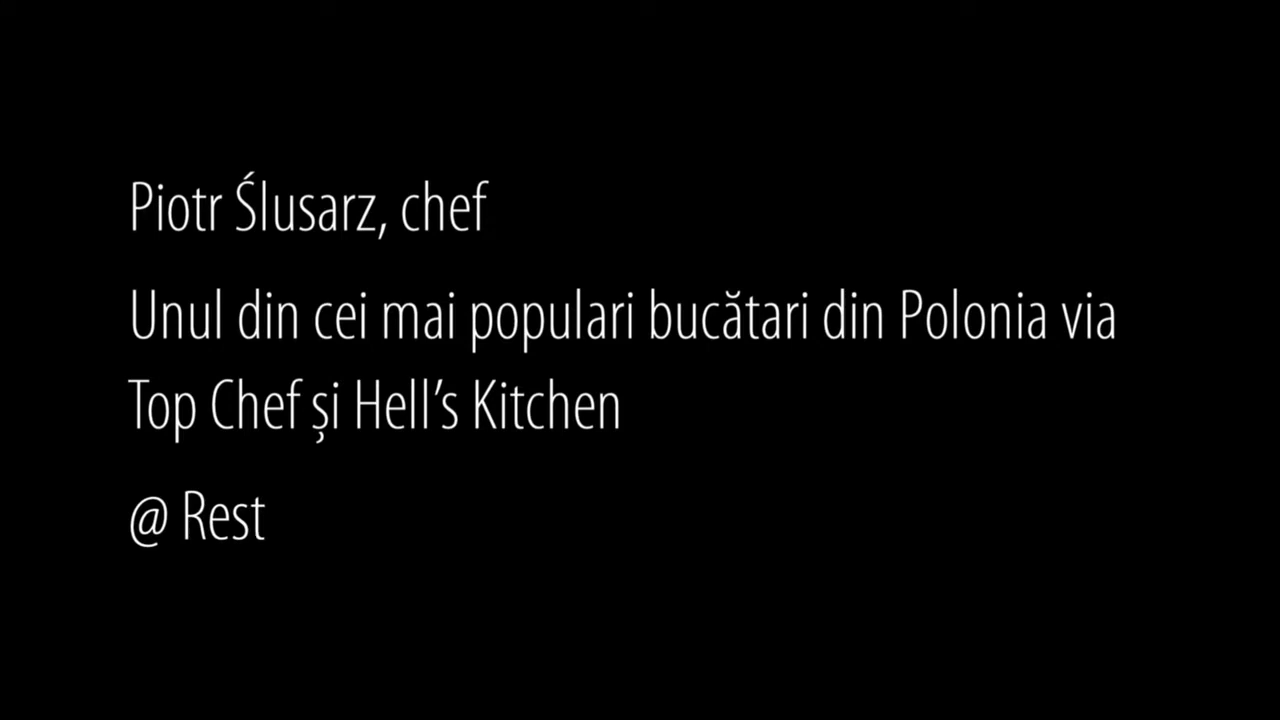 Piotr Ślusarz, chef
Unul din cei mai populari bucătari din Polonia via
Top Chef și Hell’s Kitchen
@ Rest